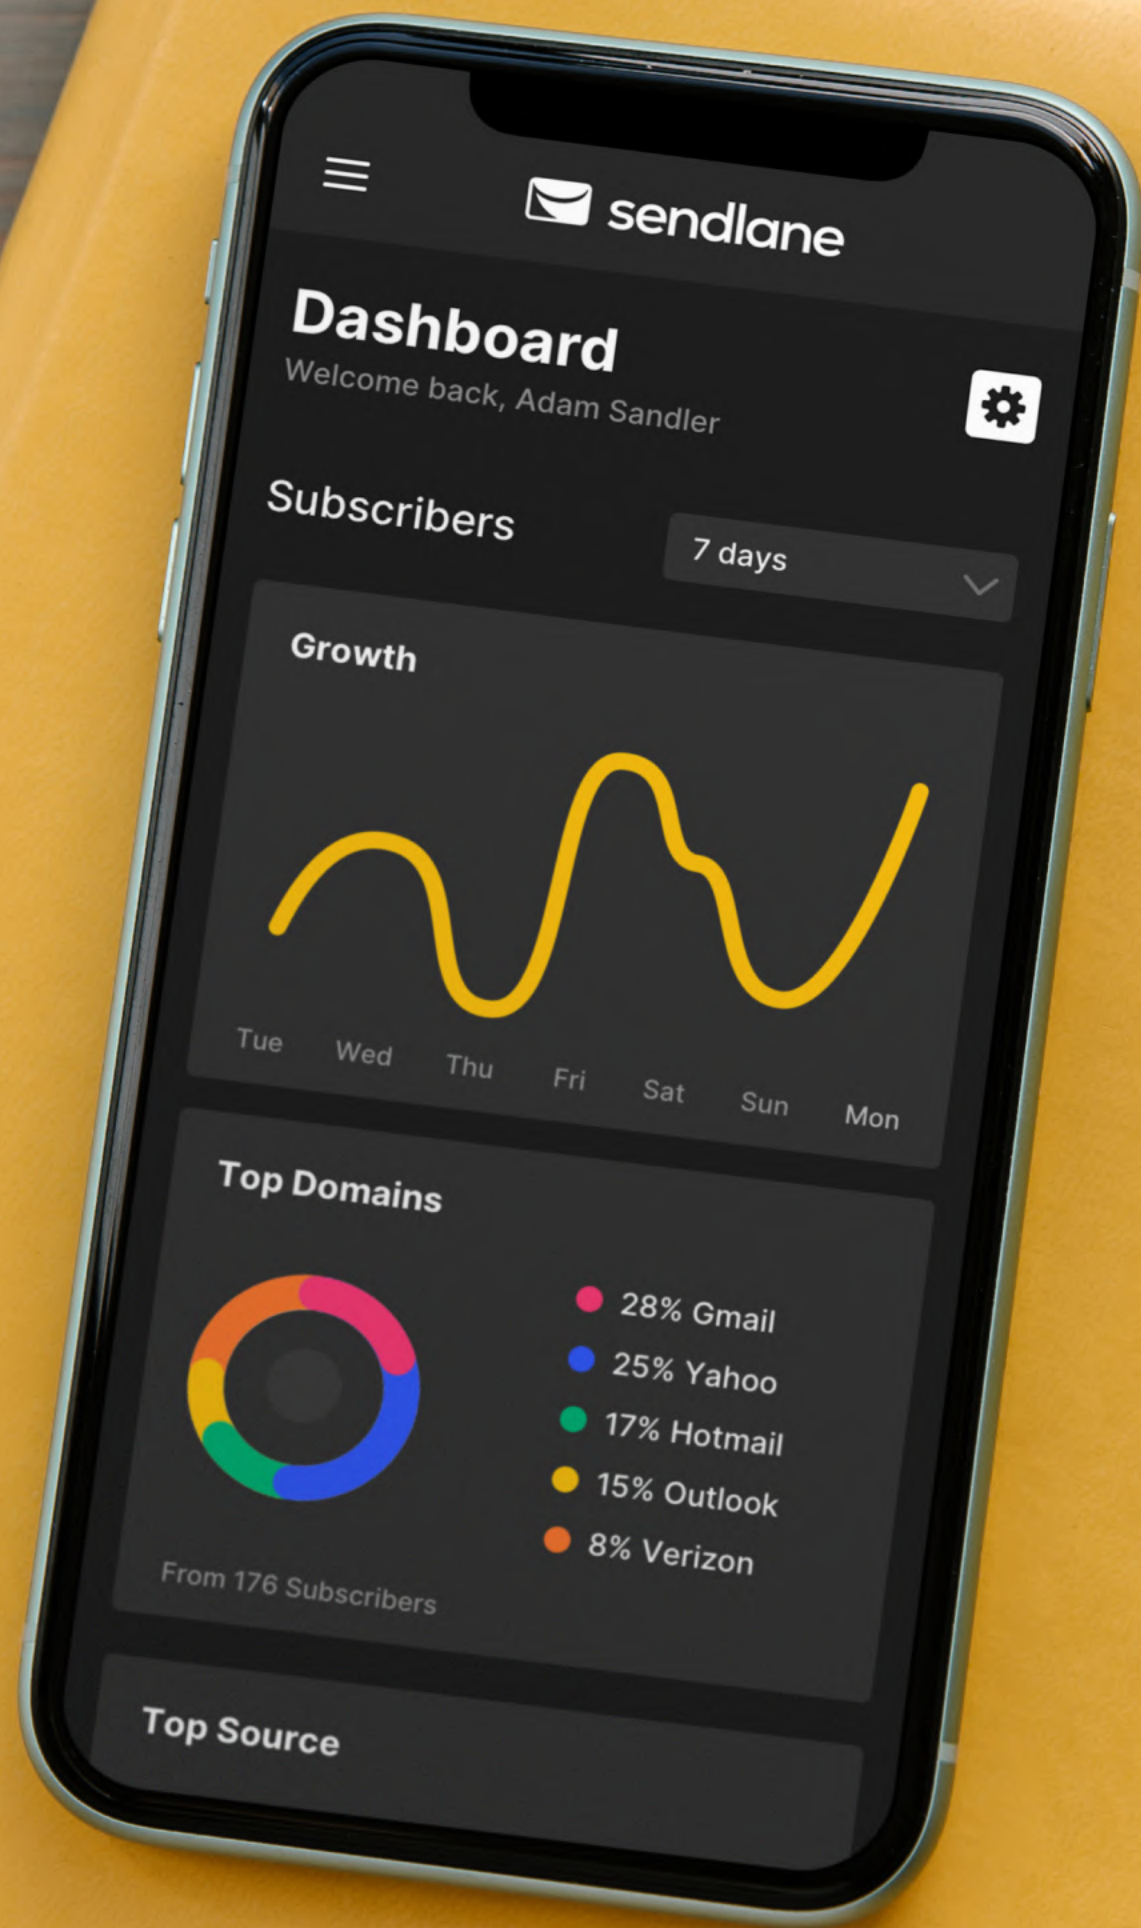 sendlane
Dashboard
Welcome back, Adam Sandler
Subscribers
7 days
Growth
Tue Wed Thu Fri Sat Sun Mon
Top Domains
28% Gmail
25% Yahoo
17% Hotmail
15% Outlook
8% Verizon
From 176 Subscribers
Top Source